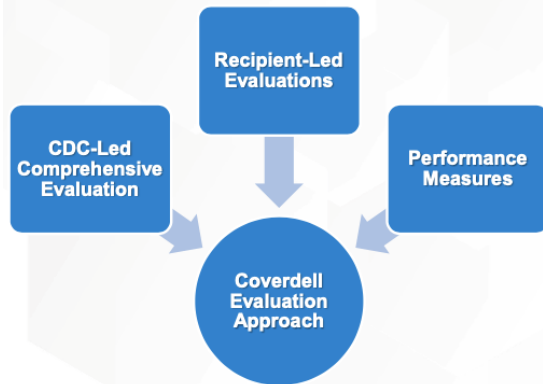 Recipient-Led
Evaluations
CDC-Led
Comprehensive
Evaluation
Performance
Measures
Coverdell
Evaluation
Approach